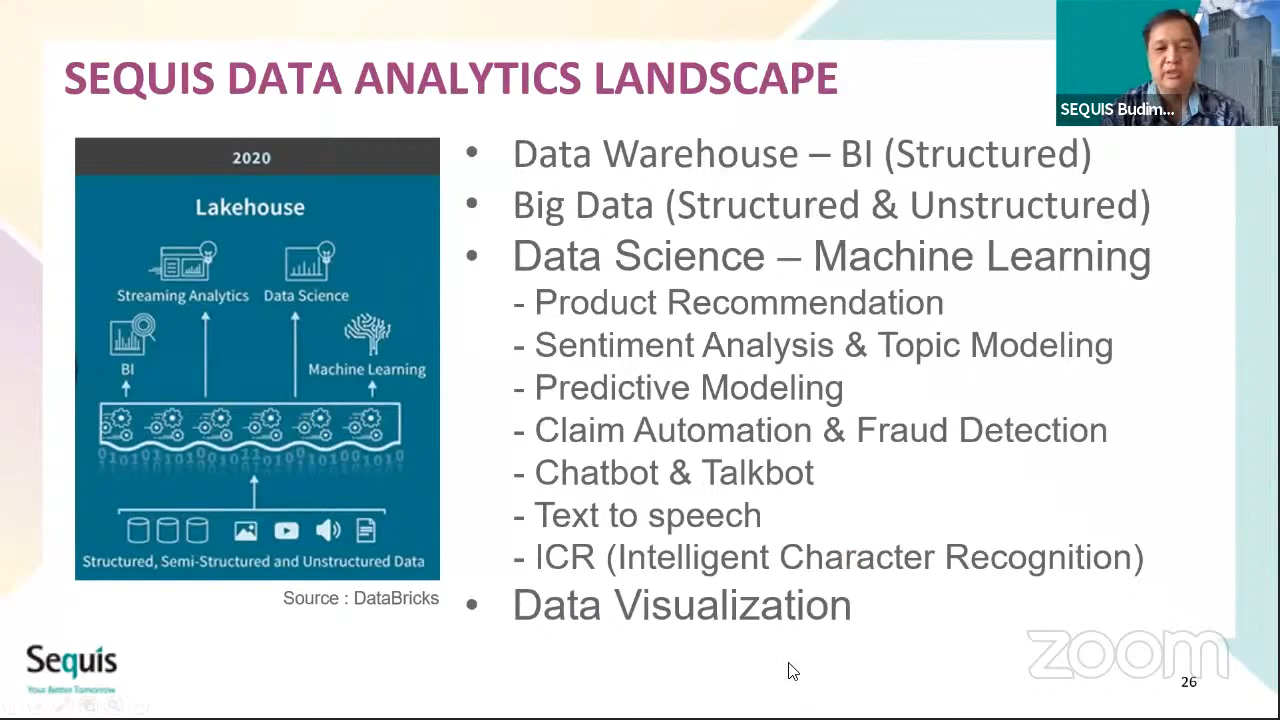 SEQUIS DATA ANALYTICS LANDSCAPE
SEQUIS Budim...
2020
Lakehouse
Streaming Analytics
Data Science
BI
Machine Learning
Structured, Semi-Structured and Unstructured Data
Source : DataBricks
• Data Warehouse – BI (Structured)
• Big Data (Structured & Unstructured)
• Data Science – Machine Learning
- Product Recommendation
- Sentiment Analysis & Topic Modeling
- Predictive Modeling
- Claim Automation & Fraud Detection
- Chatbot & Talkbot
- Text to speech
- ICR (Intelligent Character Recognition)
• Data Visualization
Sequis
Your Better Tomorrow
zoom
26